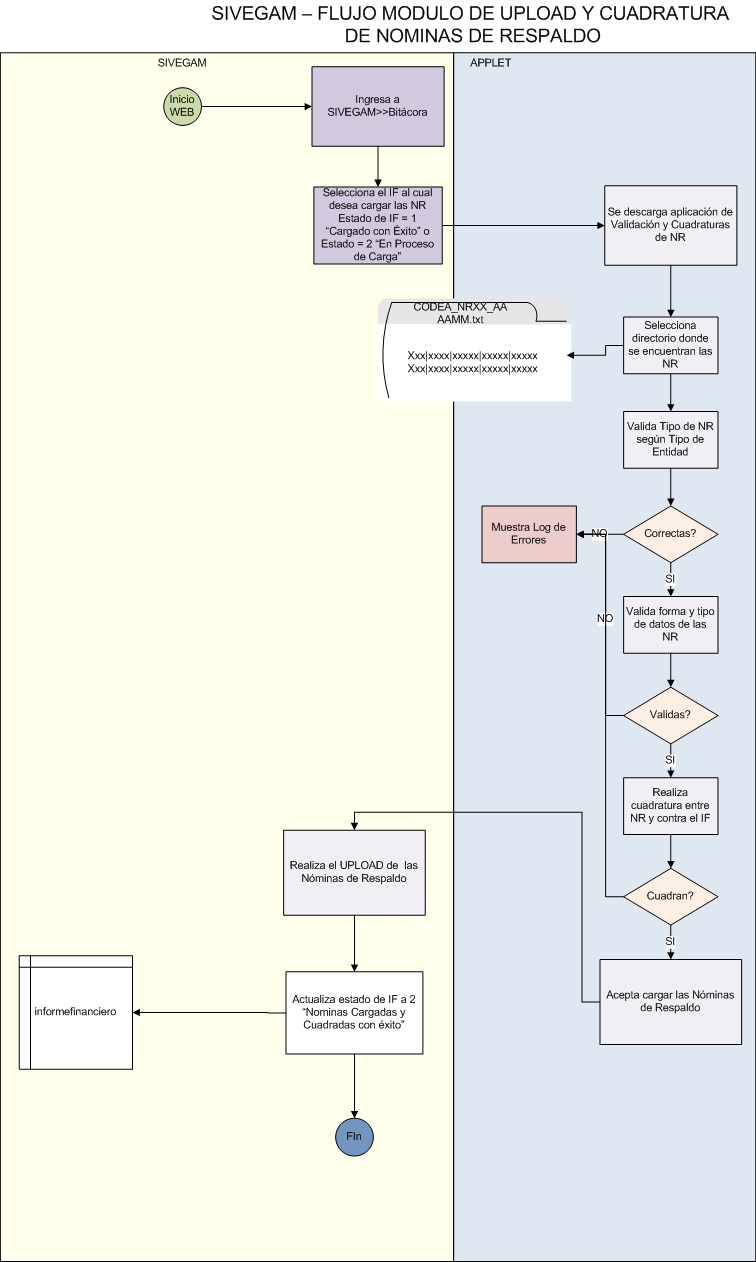 SIVEGAM – FLUJO MODULO DE UPLOAD Y CUADRATURA
DE NOMINAS DE RESPALDO
SIVEGAM
APPLET
Inicio
WEB
Ingresa a
SIVEGAM>>Bitácora
Selecciona el IF al cual
desea cargar las NR
Estado de IF = 1
“Cargado con Éxito” o
Estado = 2 “En Proceso
de Carga”
Se descarga aplicación de
Validación y Cuadraturas
de NR
CODEA_NRXX_AA
AAMM.txt
Xxx|xxxx|xxxxx|xxxxx|xxxxx
Xxx|xxxx|xxxxx|xxxxx|xxxxx
Selecciona
directorio donde
se encuentran las
NR
Valida Tipo de NR
según Tipo de
Entidad
Muestra Log de
Errores
NO
Correctas?
SI
NO
Valida forma y tipo
de datos de las
NR
Validas?
SI
Realiza
cuadratura entre
NR y contra el IF
Cuadran?
SI
Realiza el UPLOAD de las
Nóminas de Respaldo
Acepta cargar las Nóminas
de Respaldo
informefinanciero
Actualiza estado de IF a 2
“Nominas Cargadas y
Cuadradas con éxito”
FIn